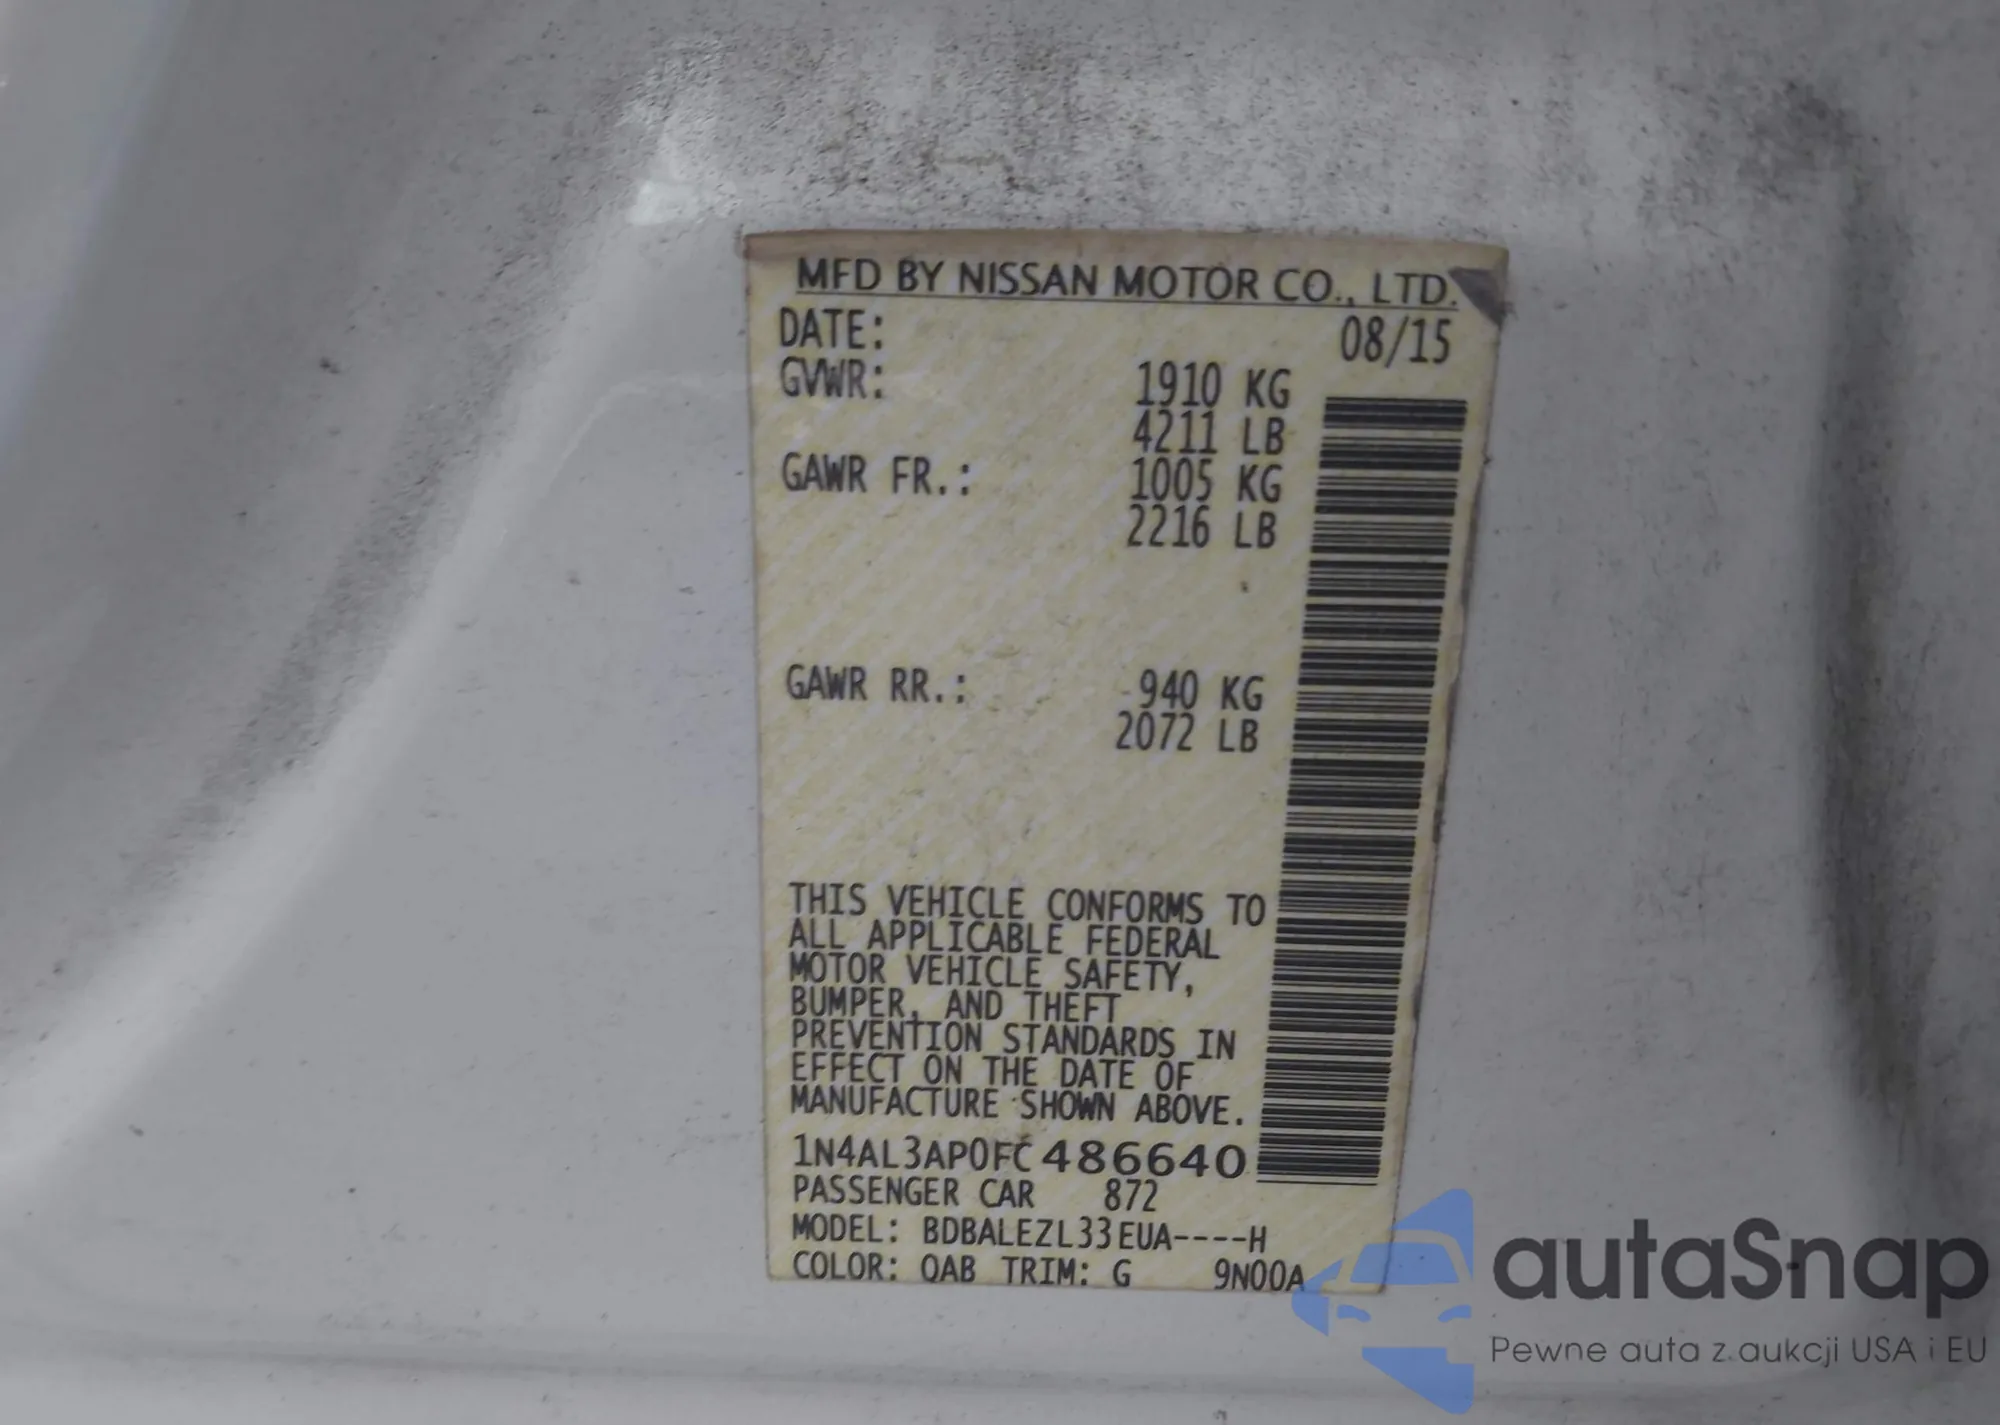 MFD BY NISSAN MOTOR CO., LTD.
DATE: 08/15
GVWR: 1910 KG
4211 LB
GAWR FR.: 1005 KG
2216 LB
GAWR RR.: 940 KG
2072 LB
THIS VEHICLE CONFORMS TO
ALL APPLICABLE FEDERAL
MOTOR VEHICLE SAFETY,
BUMPER, AND THEFT
PREVENTION STANDARDS IN
EFFECT ON THE DATE OF
MANUFACTURE SHOWN ABOVE.
1N4AL3AP0FC486640
PASSENGER CAR 872
MODEL: BDBALEZL33EUA----H
COLOR: QAB TRIM: G 9N00A
autaSnap
Pewne auta z aukcji USA i EU